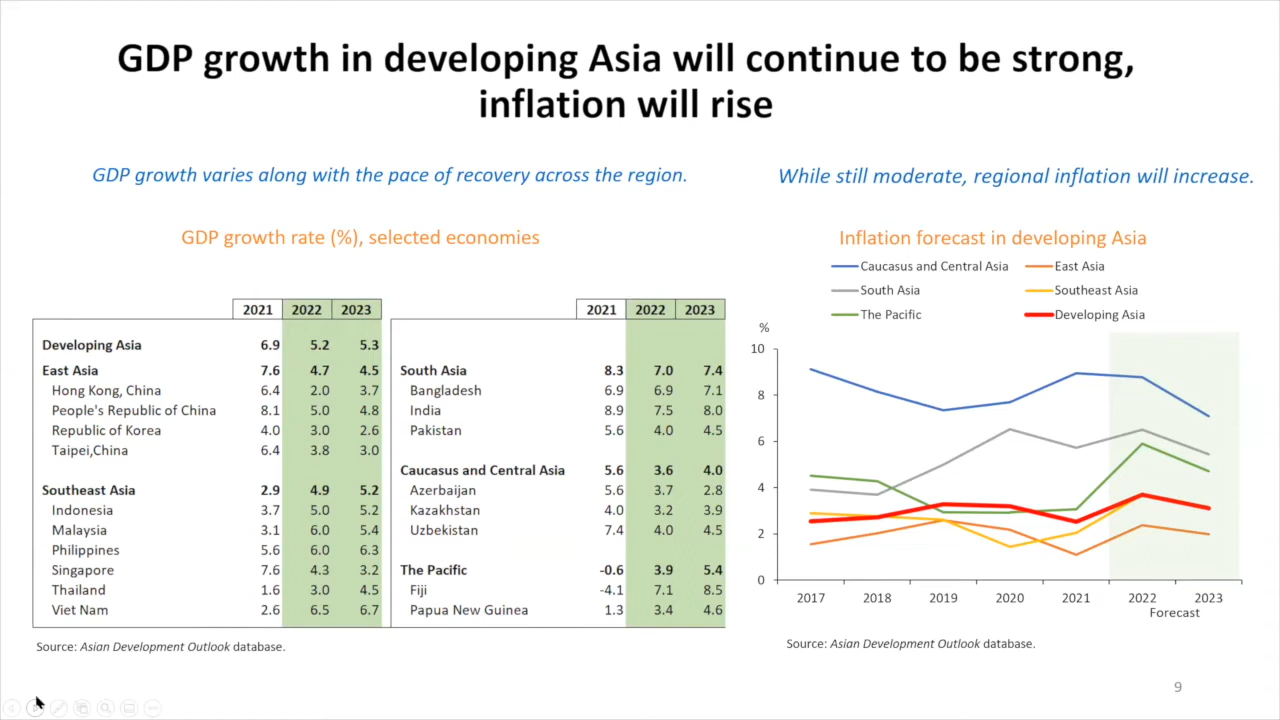 GDP growth in developing Asia will continue to be strong,
inflation will rise
GDP growth varies along with the pace of recovery across the region.
GDP growth rate (%), selected economies
2021 2022 2023
Developing Asia 6.9 5.2 5.3
East Asia 7.6 4.7 4.5
Hong Kong, China 6.4 2.0 3.7
People's Republic of China 8.1 5.0 4.8
Republic of Korea 4.0 3.0 2.6
Taipei,China 6.4 3.8 3.0
Southeast Asia 2.9 4.9 5.2
Indonesia 3.7 5.0 5.2
Malaysia 3.1 6.0 5.4
Philippines 5.6 6.0 6.3
Singapore 7.6 4.3 3.2
Thailand 1.6 3.0 4.5
Viet Nam 2.6 6.5 6.7
2021 2022 2023
South Asia 8.3 7.0 7.4
Bangladesh 6.9 6.9 7.1
India 8.9 7.5 8.0
Pakistan 5.6 4.0 4.5
Caucasus and Central Asia 5.6 3.6 4.0
Azerbaijan 5.6 3.7 2.8
Kazakhstan 4.0 3.2 3.9
Uzbekistan 7.4 4.0 4.5
The Pacific -0.6 3.9 5.4
Fiji -4.1 7.1 8.5
Papua New Guinea 1.3 3.4 4.6
Source: Asian Development Outlook database.
While still moderate, regional inflation will increase.
Inflation forecast in developing Asia
Caucasus and Central Asia East Asia
South Asia Southeast Asia
The Pacific Developing Asia
%
10
8
6
4
2
0
2017 2018 2019 2020 2021 2022 2023
Forecast
Source: Asian Development Outlook database.
9